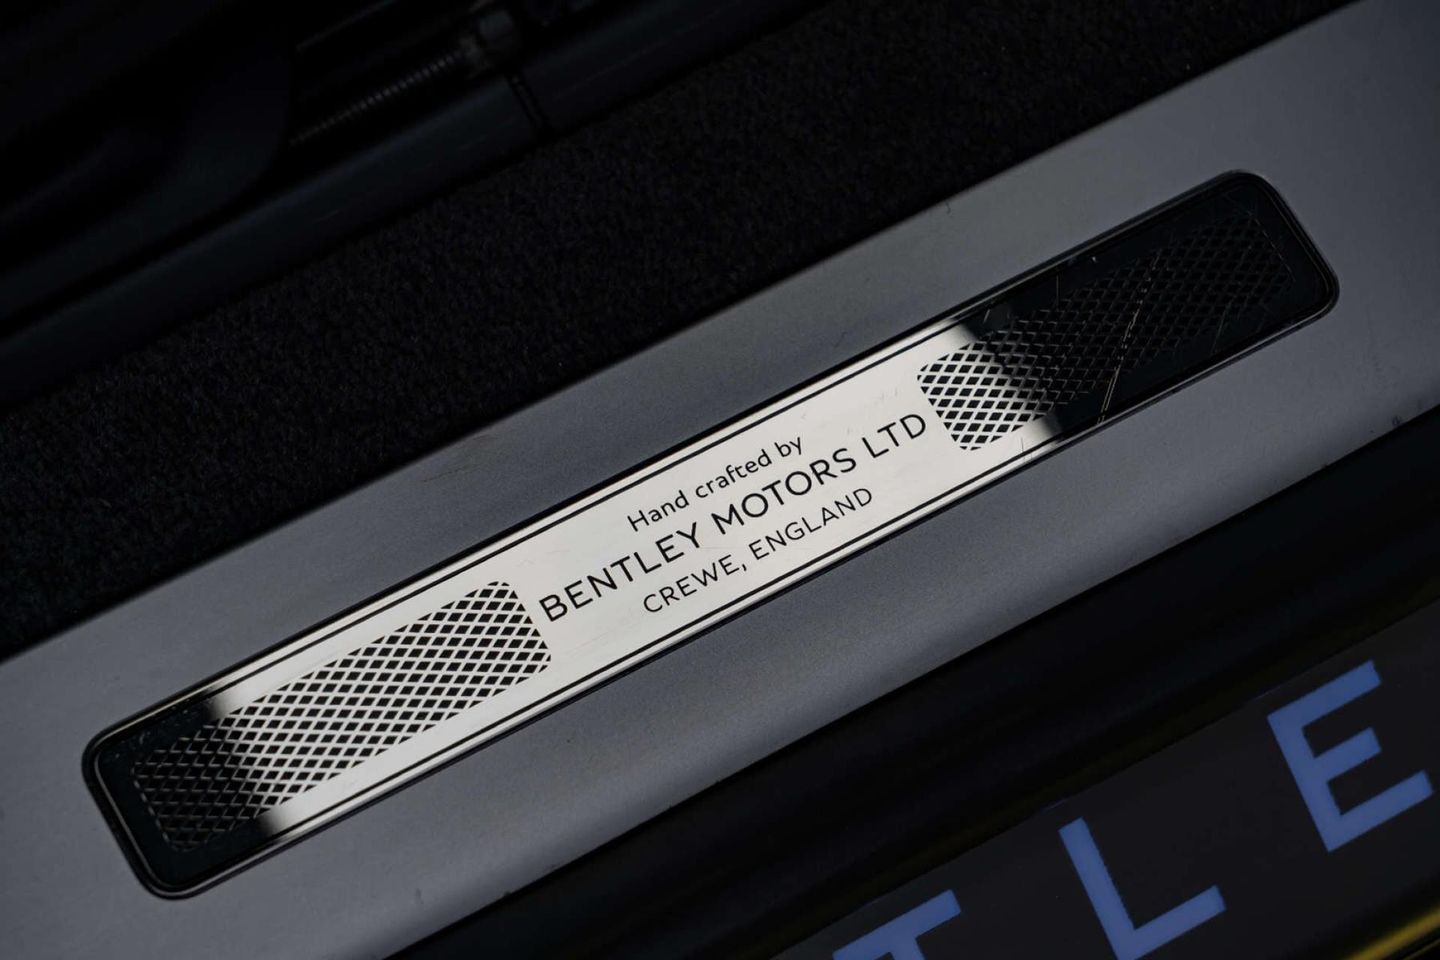 Hand crafted by
BENTLEY MOTORS LTD
CREWE, ENGLAND
TLE